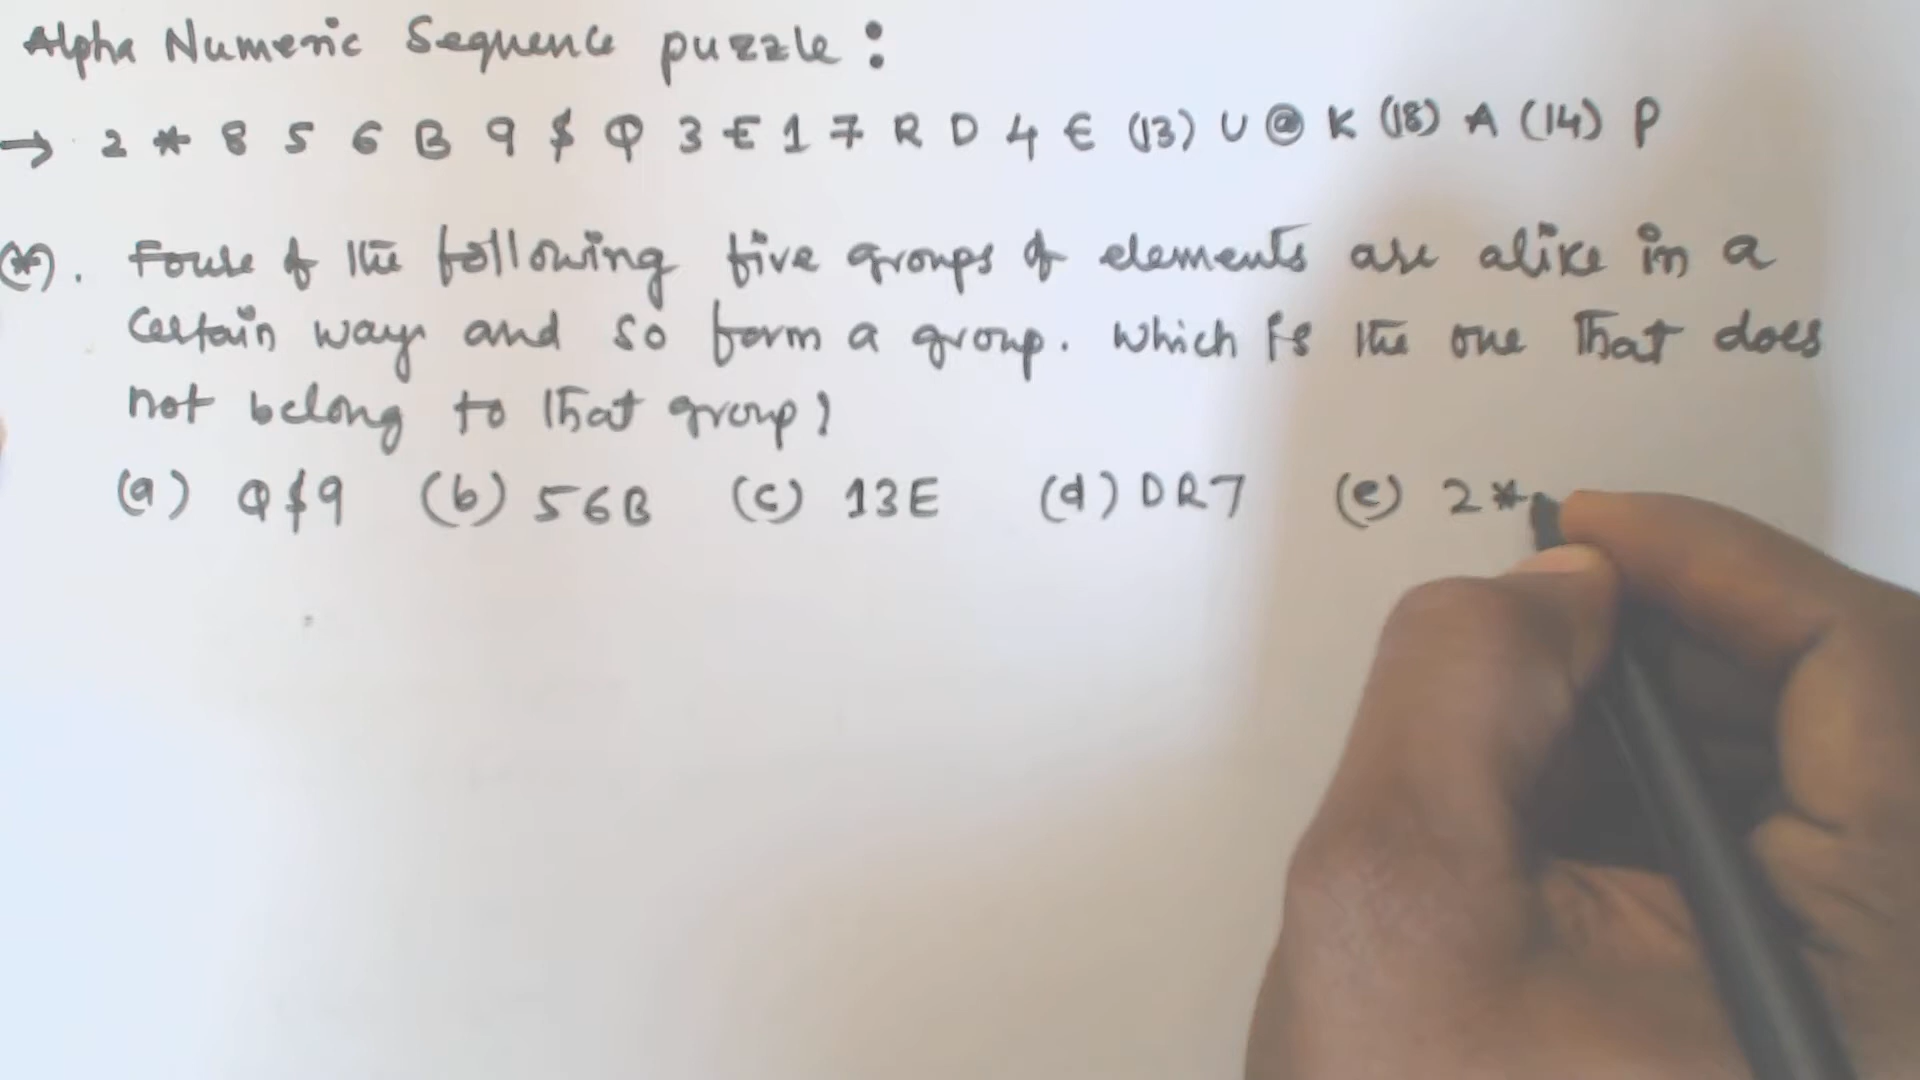 Alpha Numeric Sequence puzzle:
→ 2 * 8 5 6 B 9 $ Q 3 E 1 7 R D 4 € (13) U @ K (18) A (14) P
(*). Four of the following five groups of elements are alike in a
certain way and so form a group. Which is the one that does
not belong to that group?
(a) Q$9 (b) 56B (c) 13E (d) DR7 (e) 2*